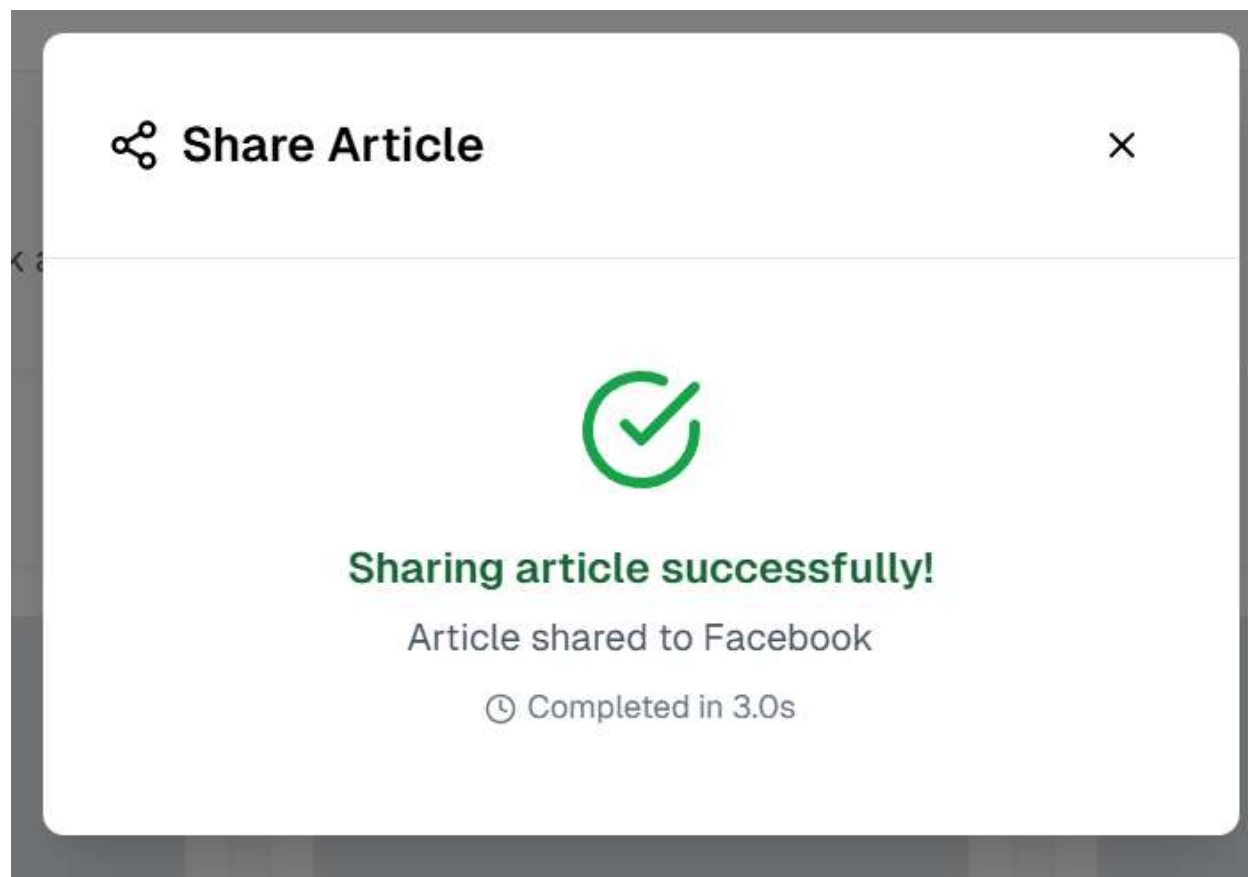 Share Article
Sharing article successfully!
Article shared to Facebook
Completed in 3.0s